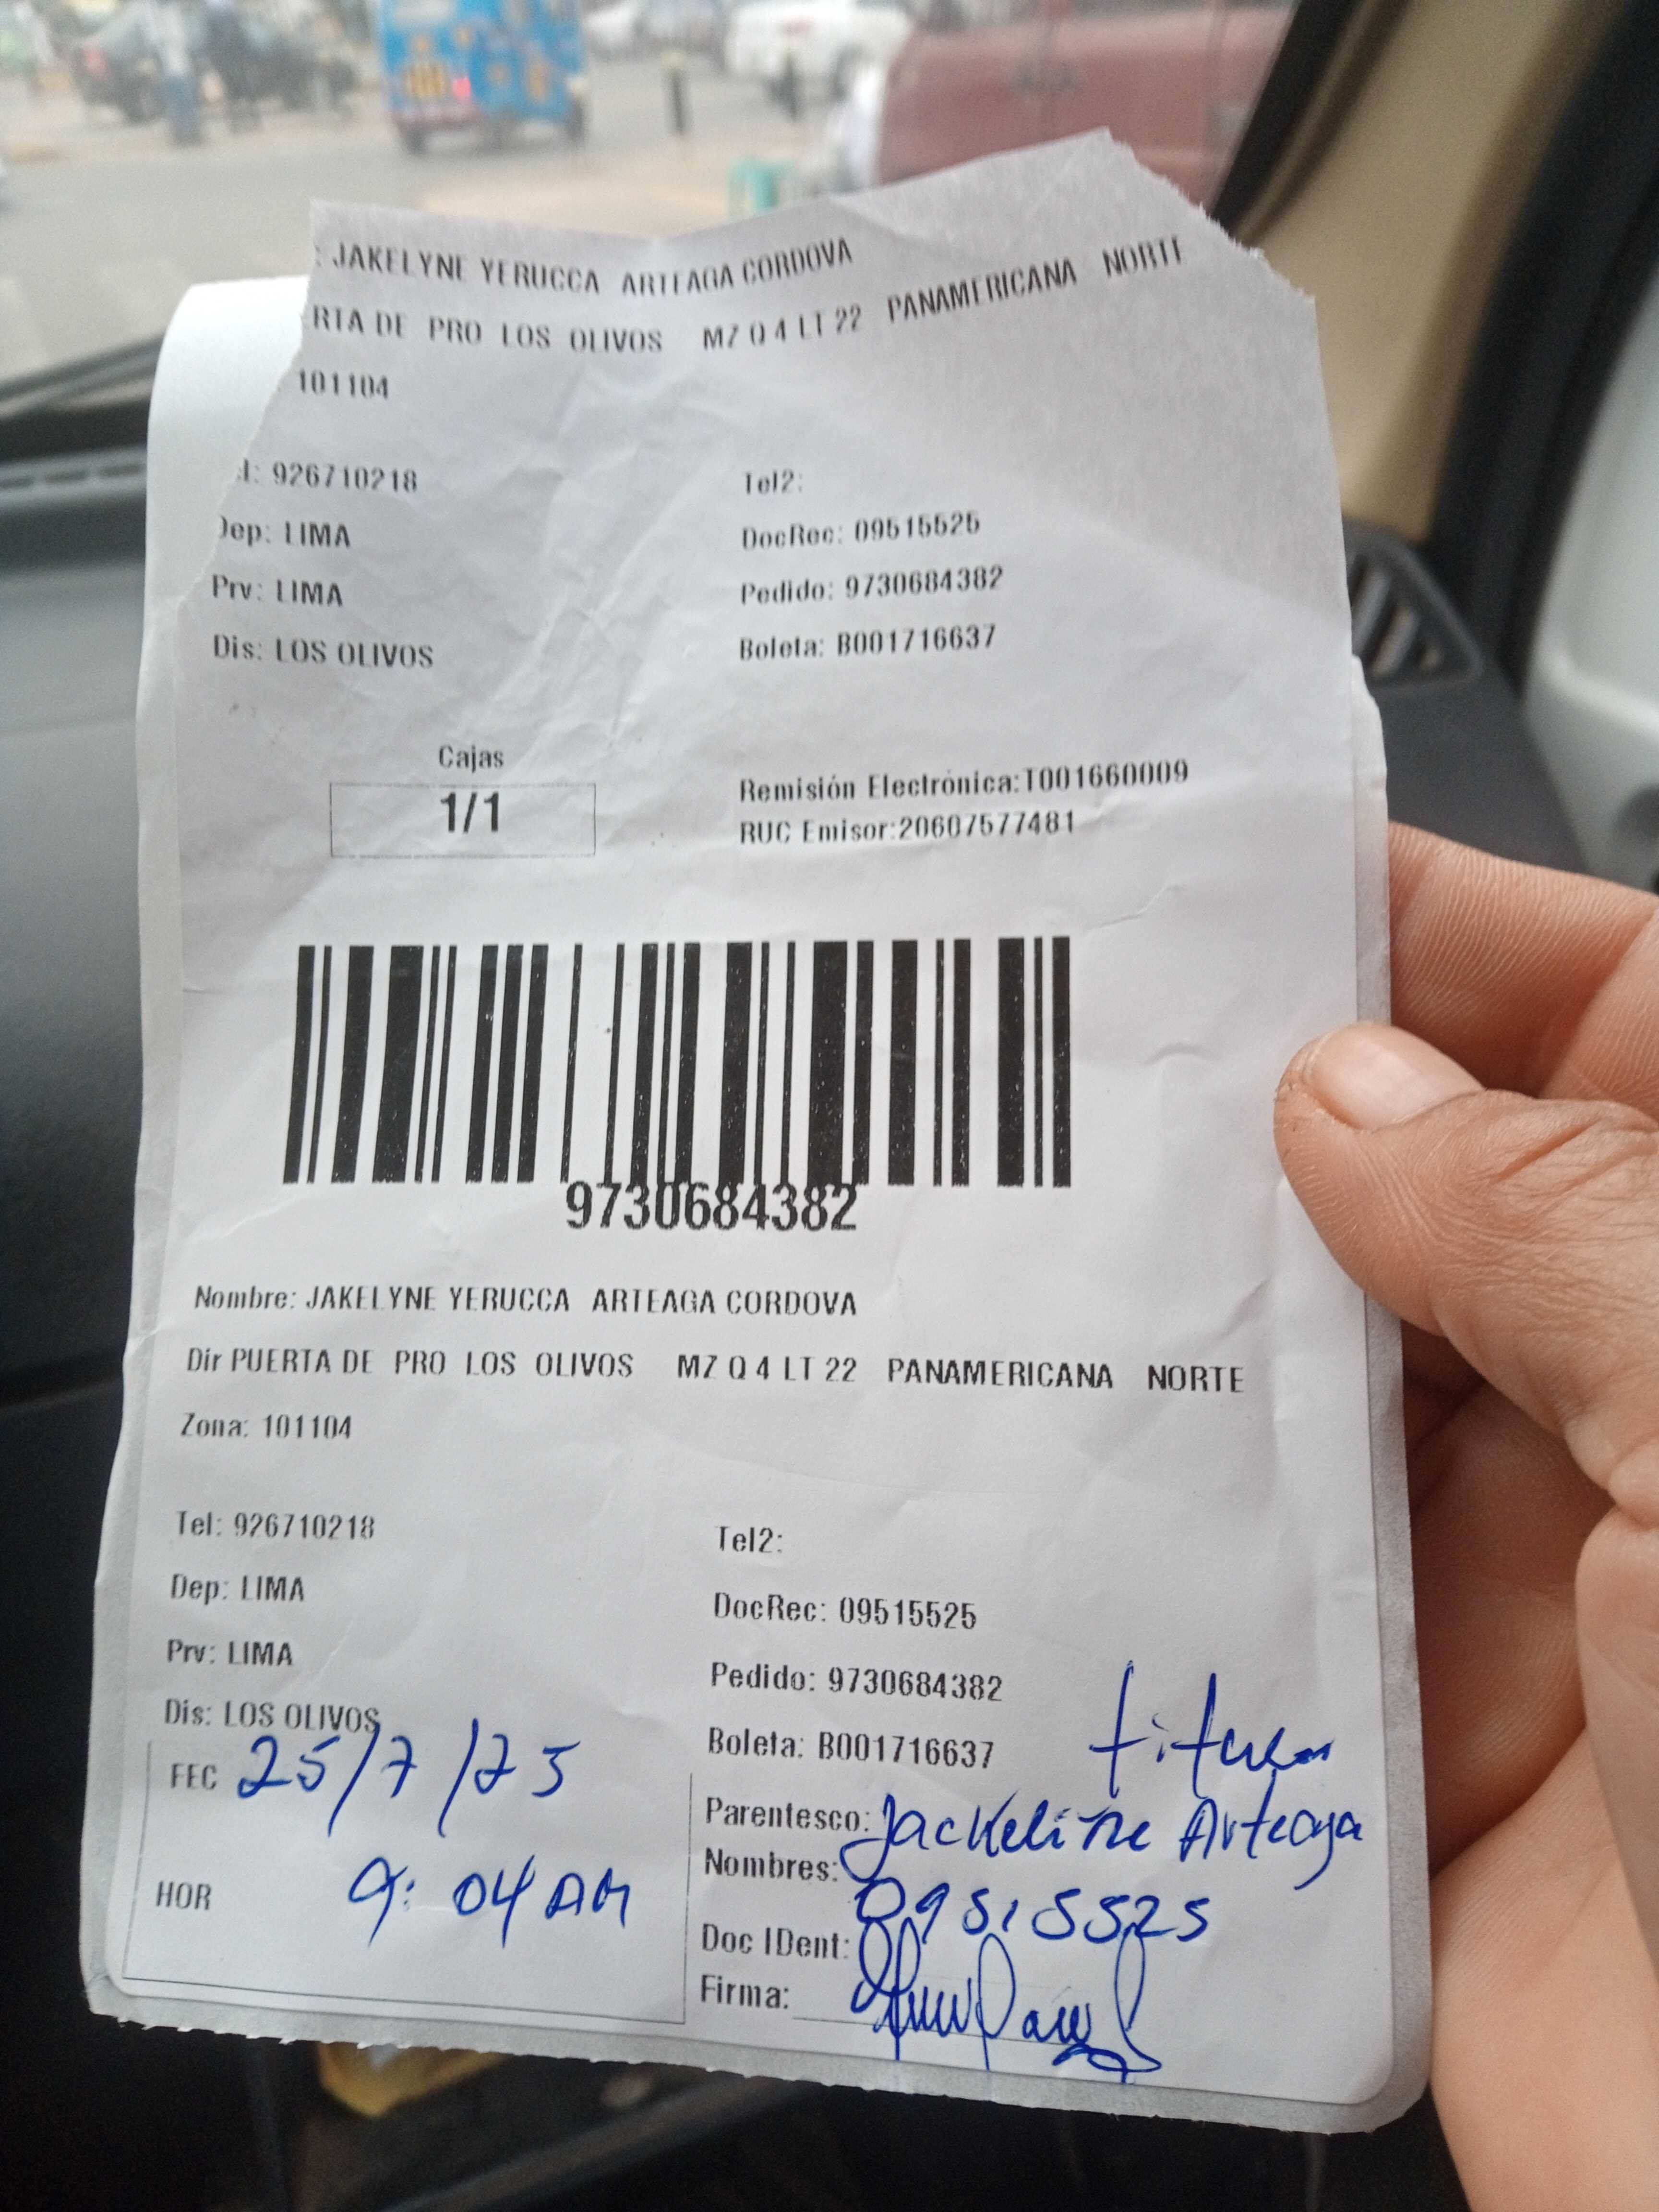 : JAKELYNE YERUCCA ARTEAGA CORDOVA
RTA DE PRO LOS OLIVOS MZ Q 4 LT 22 PANAMERICANA NORTE
101104
l: 926710218
Tel2:
Dep: LIMA
DocRec: 09515525
Prv: LIMA
Pedido: 9730684382
Dis: LOS OLIVOS
Boleta: B001716637
Cajas
1/1
Remisión Electrónica:T001660009
RUC Emisor:20607577481
9730684382
Nombre: JAKELYNE YERUCCA ARTEAGA CORDOVA
Dir PUERTA DE PRO LOS OLIVOS MZ Q 4 LT 22 PANAMERICANA NORTE
Zona: 101104
Tel: 926710218
Tel2:
Dep: LIMA
DocRec: 09515525
Prv: LIMA
Pedido: 9730684382
Dis: LOS OLIVOS
Boleta: B001716637
FEC 25/7/25
Parentesco: titular
Nombres: Jackeline Arteaga
HOR 9:04 AM
Doc IDent: 09515525
Firma: